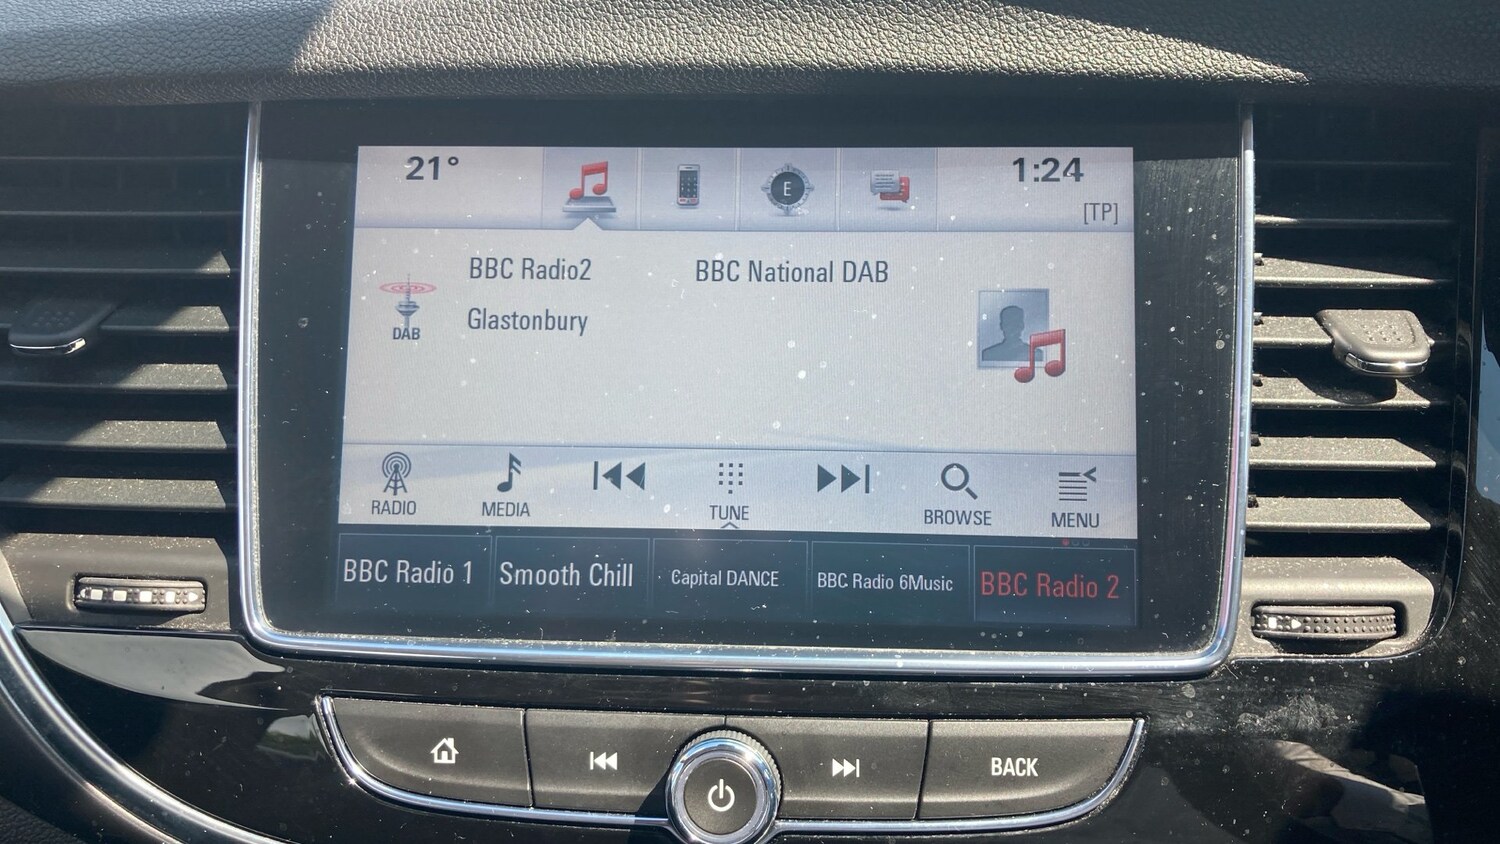 21°
E
1:24
[TP]
BBC Radio2
BBC National DAB
Glastonbury
DAB
RADIO
MEDIA
TUNE
BROWSE
MENU
BBC Radio 1
Smooth Chill
Capital DANCE
BBC Radio 6Music
BBC Radio 2
BACK